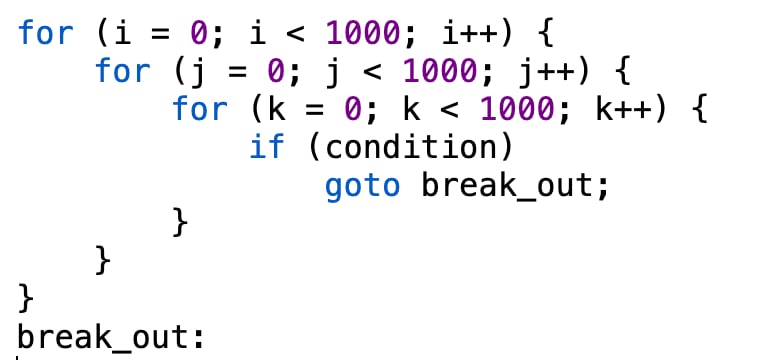 for (i = 0; i < 1000; i++) {
    for (j = 0; j < 1000; j++) {
        for (k = 0; k < 1000; k++) {
            if (condition)
                goto break_out;
        }
    }
}
break_out: